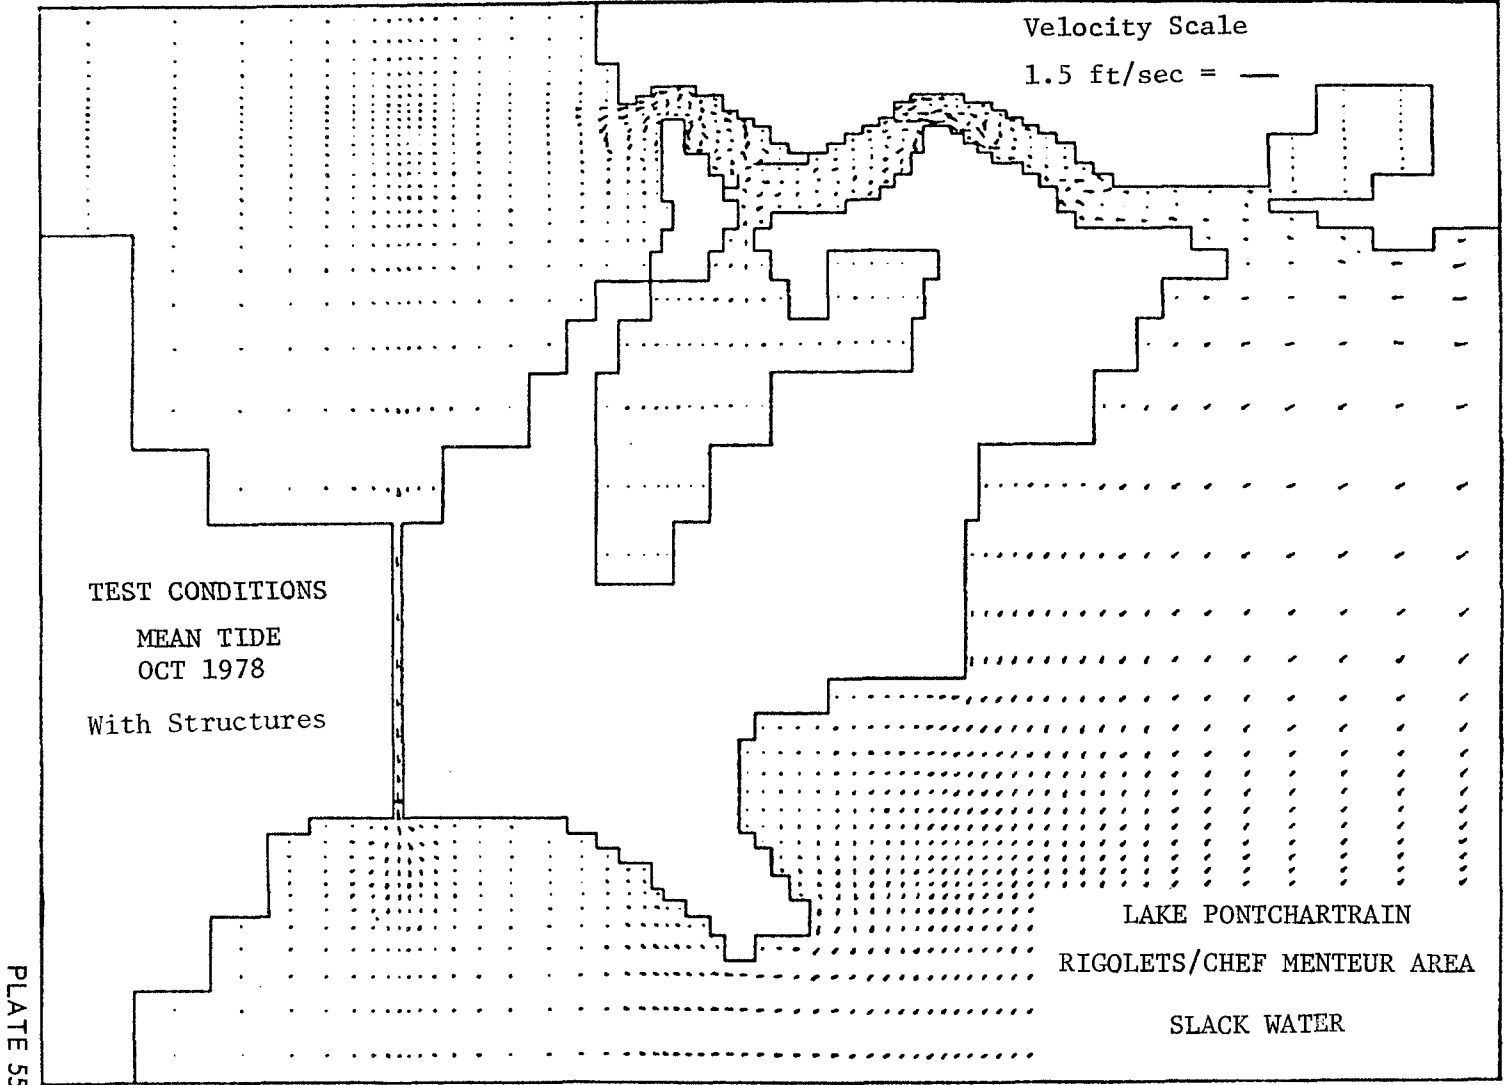 Velocity Scale
1.5 ft/sec =
TEST CONDITIONS
MEAN TIDE
OCT 1978
With Structures
LAKE PONTCHARTRAIN
RIGOLETS/CHEF MENTEUR AREA
SLACK WATER
PLATE 55